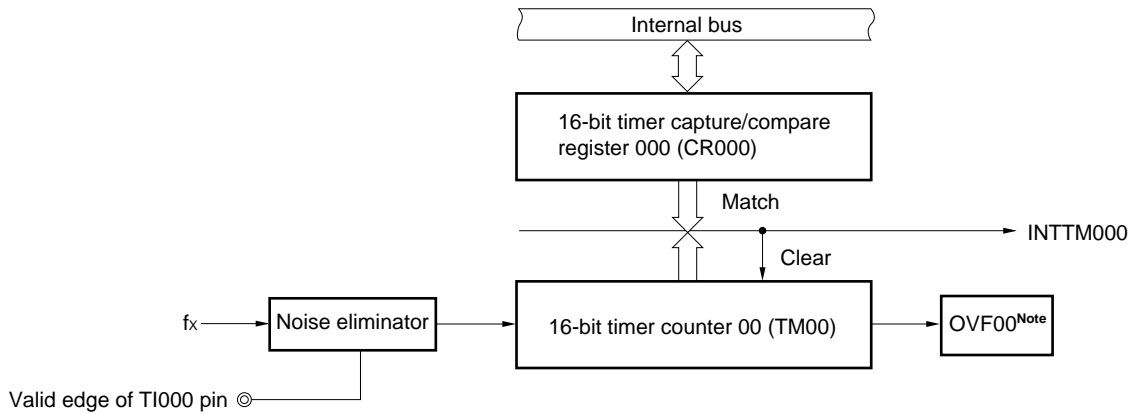 Internal bus
16-bit timer capture/compare
register 000 (CR000)
Match
INTTM000
Clear
fX
Noise eliminator
16-bit timer counter 00 (TM00)
OVF00Note
Valid edge of TI000 pin